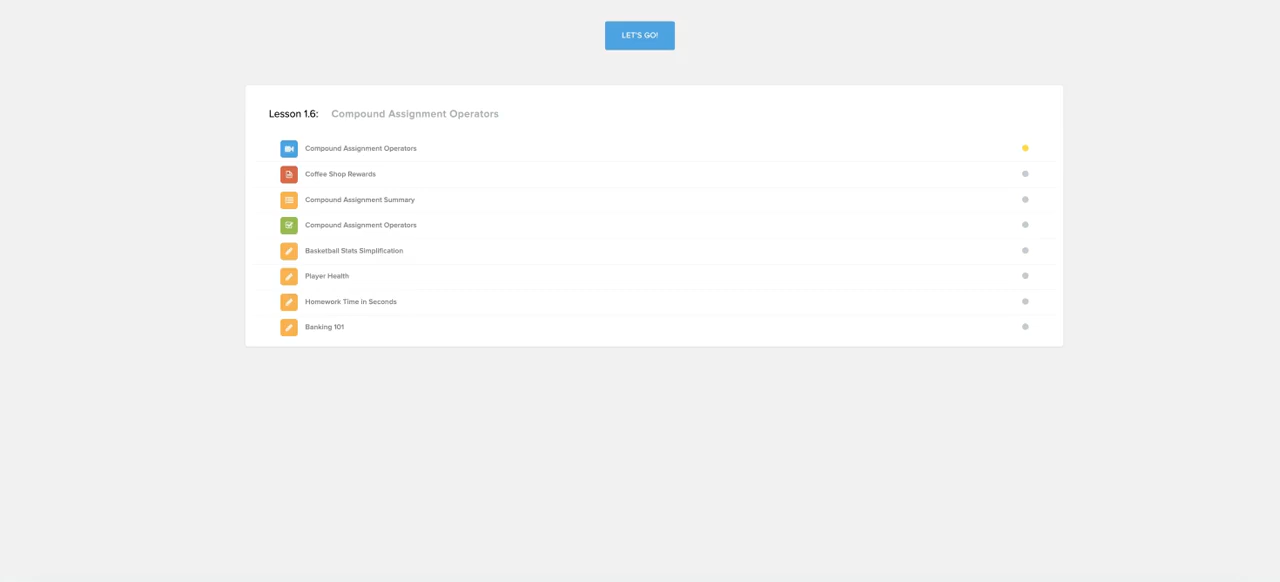 LET'S GO!
Lesson 1.6: Compound Assignment Operators
Compound Assignment Operators
Coffee Shop Rewards
Compound Assignment Summary
Compound Assignment Operators
Basketball Stats Simplification
Player Health
Homework Time in Seconds
Banking 101